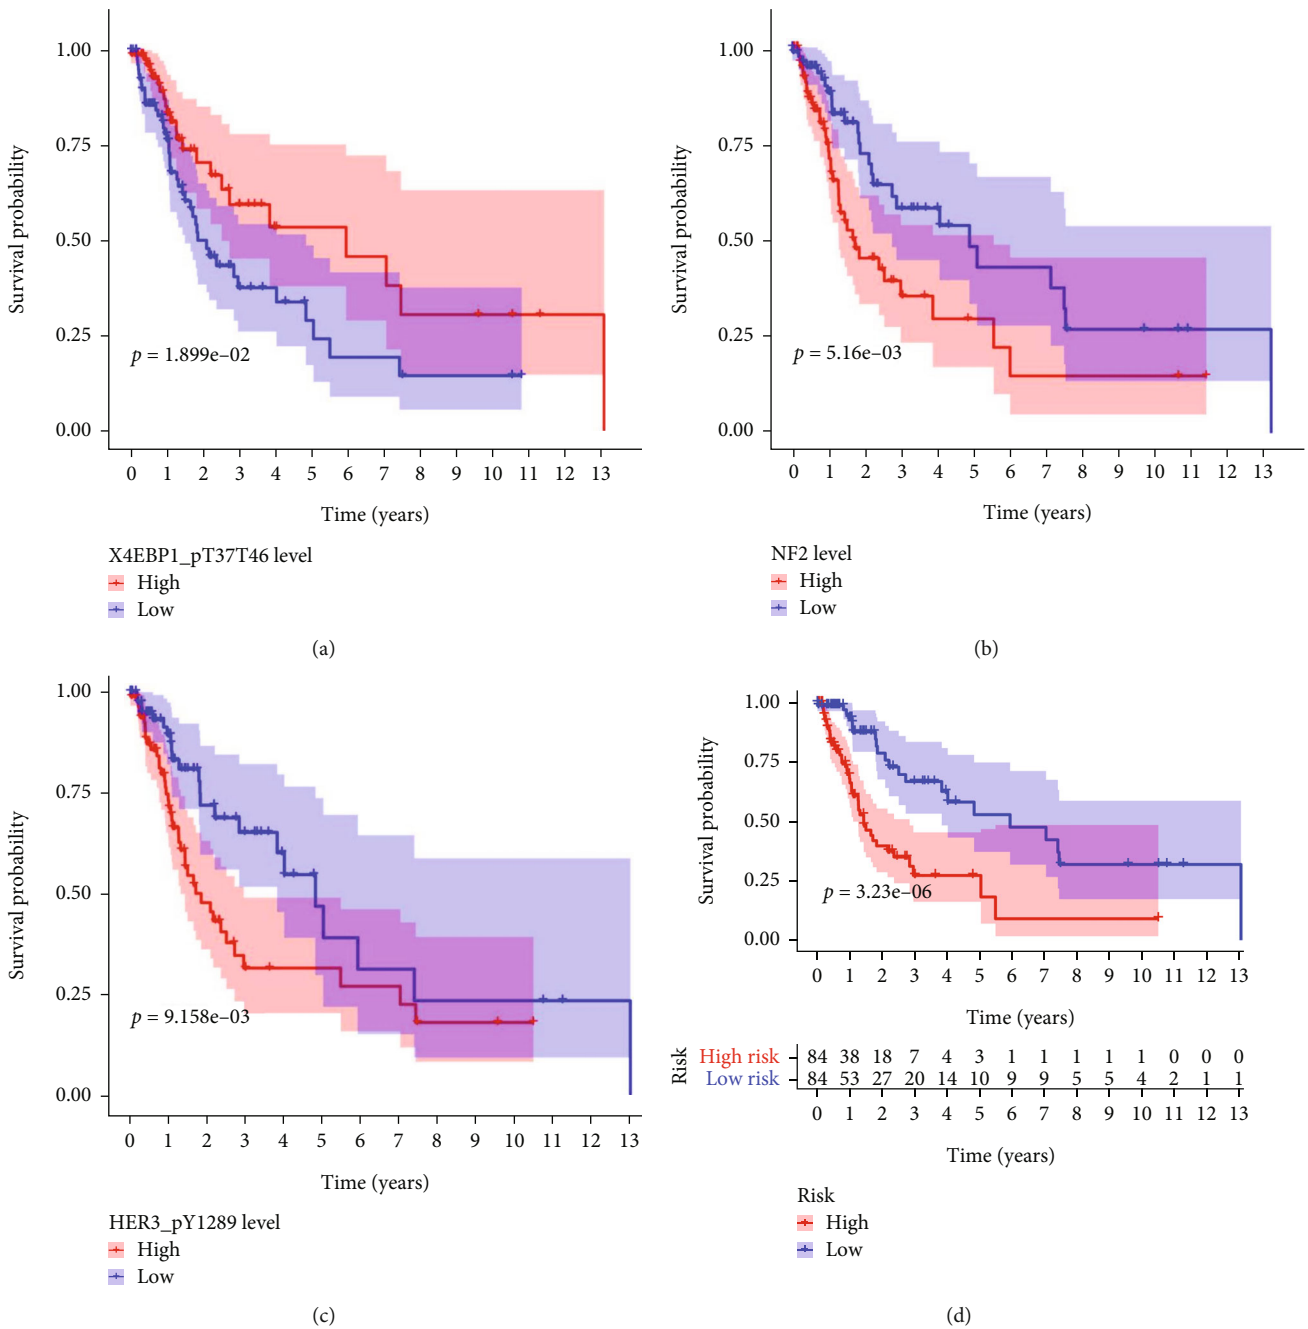 Survival probability
1.00
0.75
0.50
0.25
0.00
p = 1.899e–02
0 1 2 3 4 5 6 7 8 9 10 11 12 13
Time (years)
X4EBP1_pT37T46 level
High
Low
(a)
Survival probability
1.00
0.75
0.50
0.25
0.00
p = 5.16e–03
0 1 2 3 4 5 6 7 8 9 10 11 12 13
Time (years)
NF2 level
High
Low
(b)
Survival probability
1.00
0.75
0.50
0.25
0.00
p = 9.158e–03
0 1 2 3 4 5 6 7 8 9 10 11 12 13
Time (years)
HER3_pY1289 level
High
Low
(c)
Survival probability
1.00
0.75
0.50
0.25
0.00
p = 3.23e–06
0 1 2 3 4 5 6 7 8 9 10 11 12 13
Time (years)
Risk
High risk 84 38 18 7 4 3 1 1 1 1 1 0 0 0
Low risk 84 53 27 20 14 10 9 9 5 5 4 2 1 1
0 1 2 3 4 5 6 7 8 9 10 11 12 13
Time (years)
Risk
High
Low
(d)